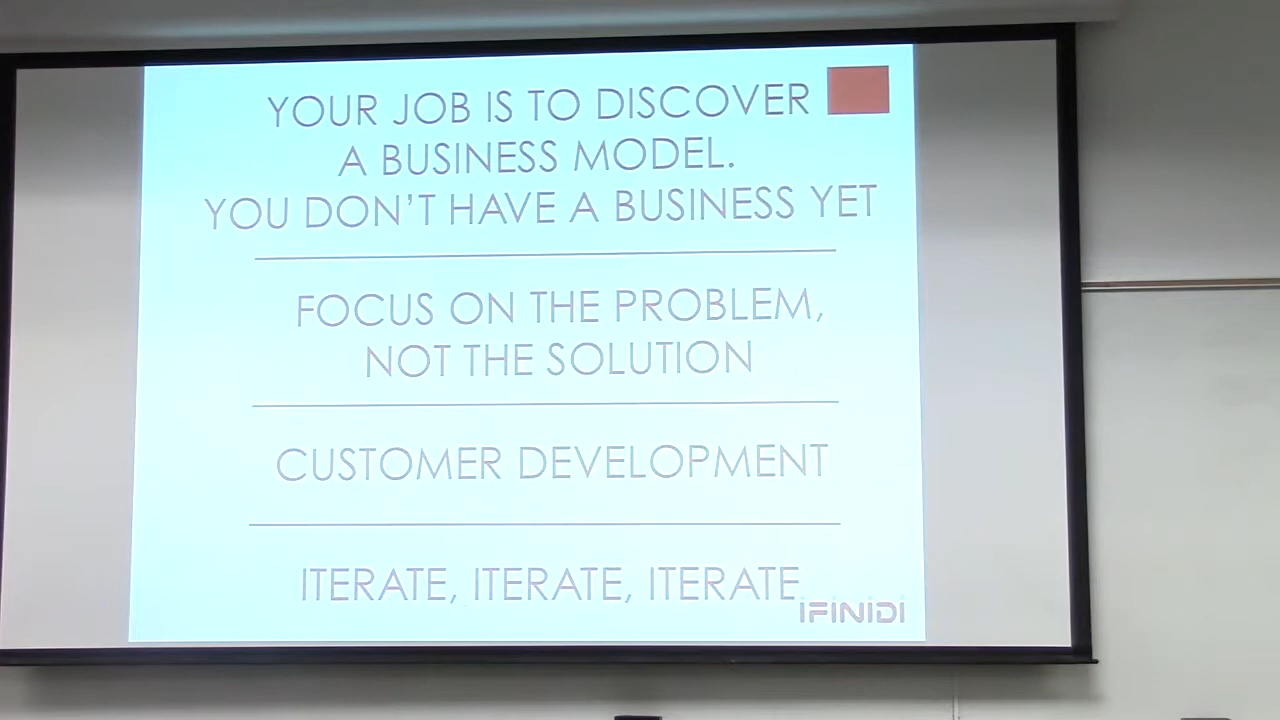 YOUR JOB IS TO DISCOVER
A BUSINESS MODEL.
YOU DON'T HAVE A BUSINESS YET
FOCUS ON THE PROBLEM,
NOT THE SOLUTION
CUSTOMER DEVELOPMENT
ITERATE, ITERATE, ITERATE
IFINIDI